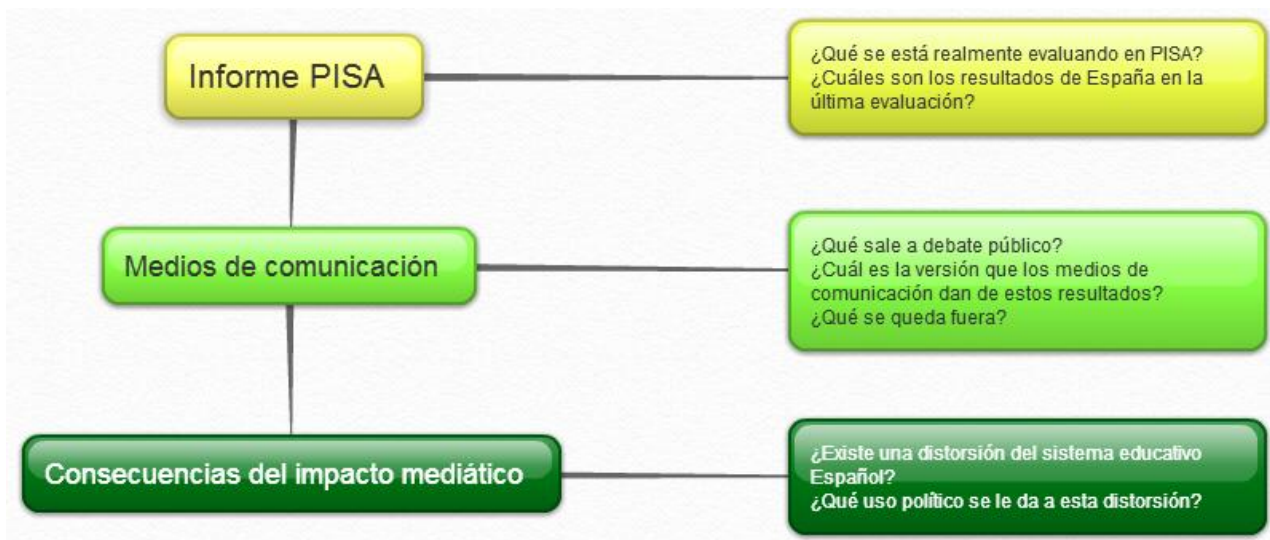 Informe PISA
¿Qué se está realmente evaluando en PISA?
¿Cuáles son los resultados de España en la
última evaluación?
Medios de comunicación
¿Qué sale a debate público?
¿Cuál es la versión que los medios de
comunicación dan de estos resultados?
¿Qué se queda fuera?
Consecuencias del impacto mediático
¿Existe una distorsión del sistema educativo
Español?
¿Qué uso político se le da a esta distorsión?